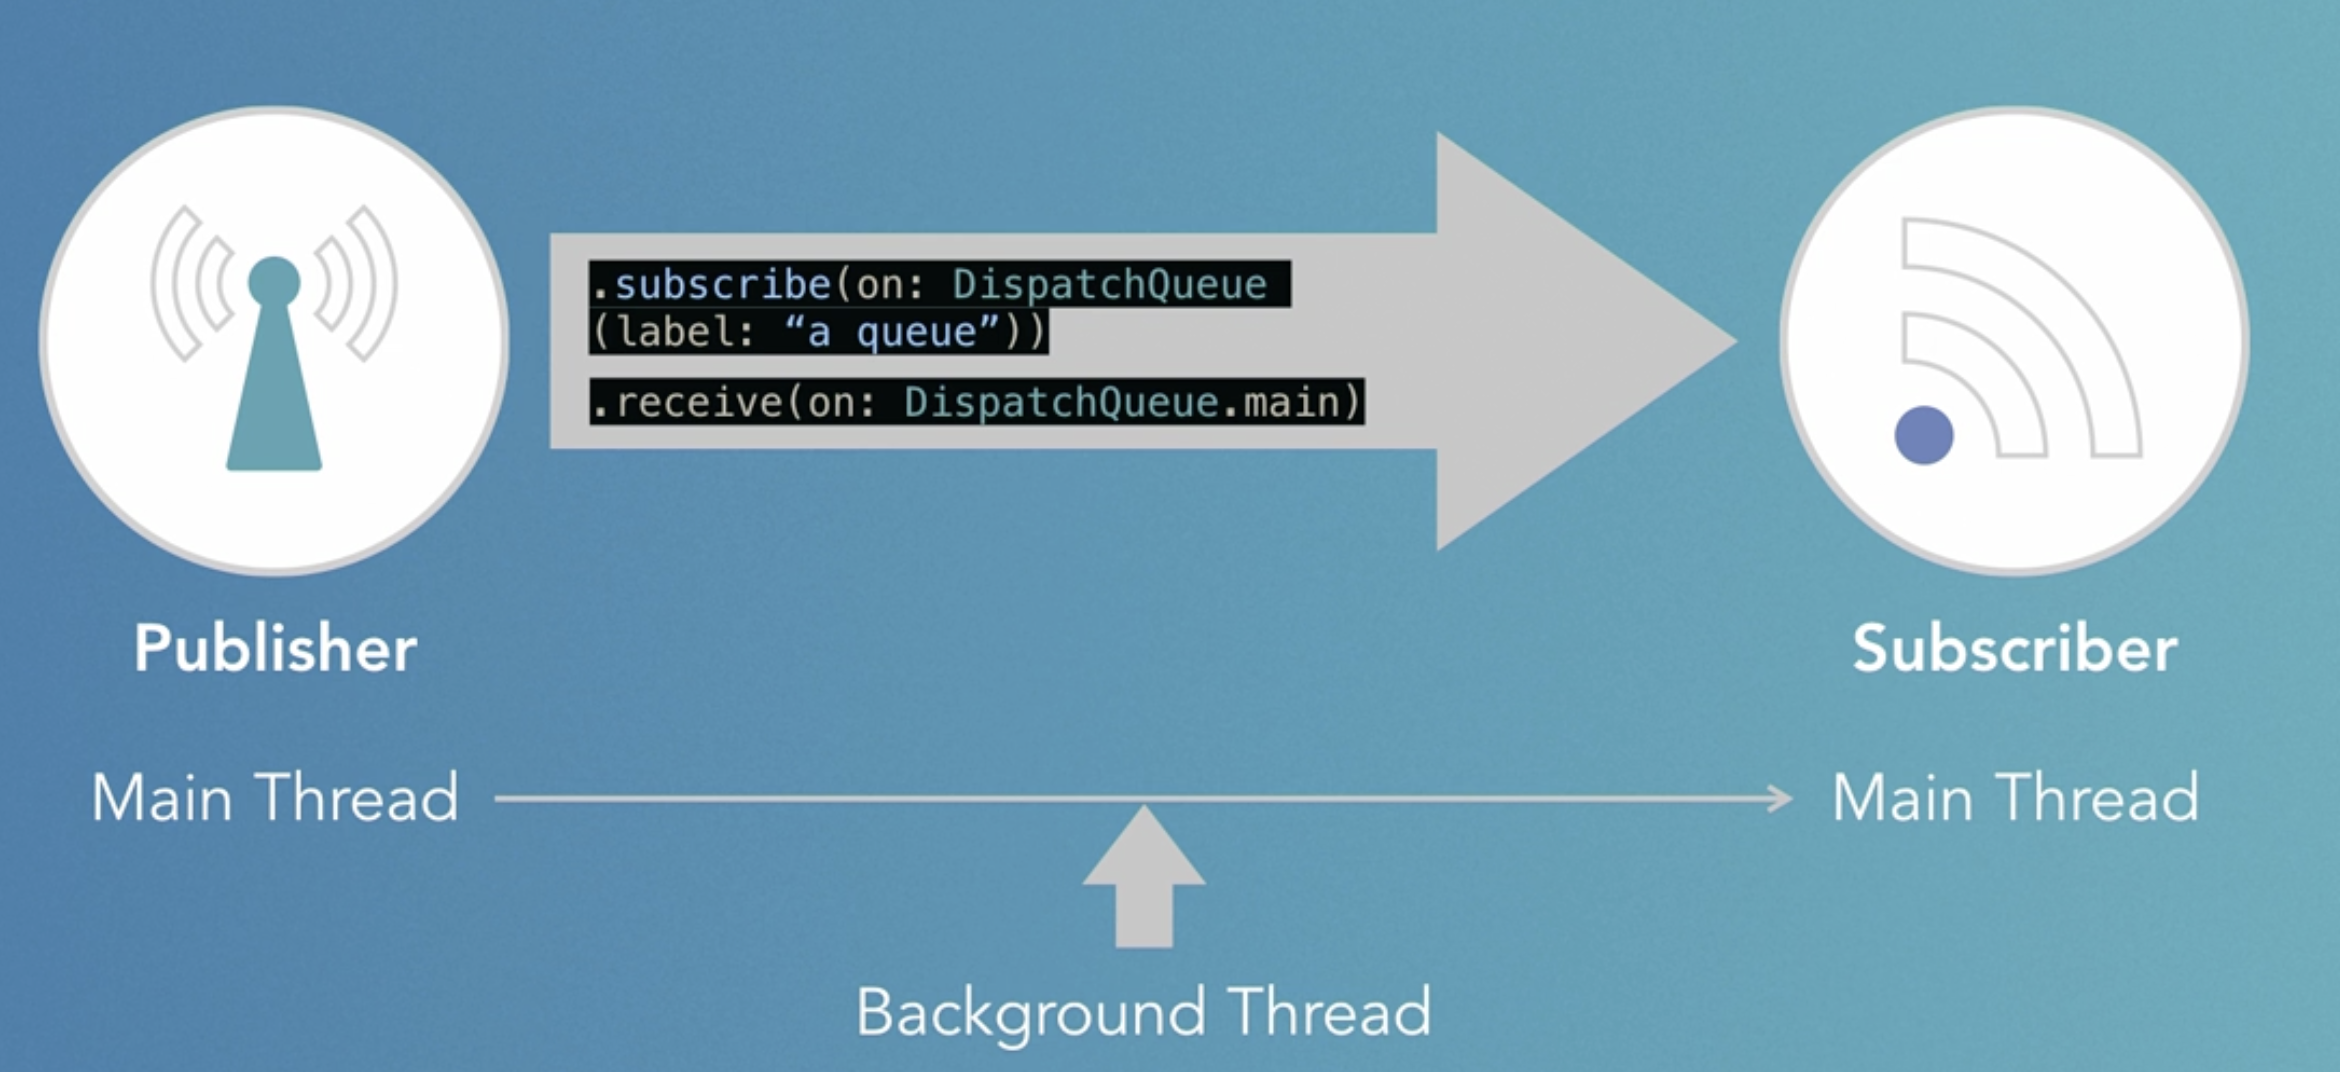 .subscribe(on: DispatchQueue
(label: “a queue”))
.receive(on: DispatchQueue.main)
Publisher
Subscriber
Main Thread
Main Thread
Background Thread